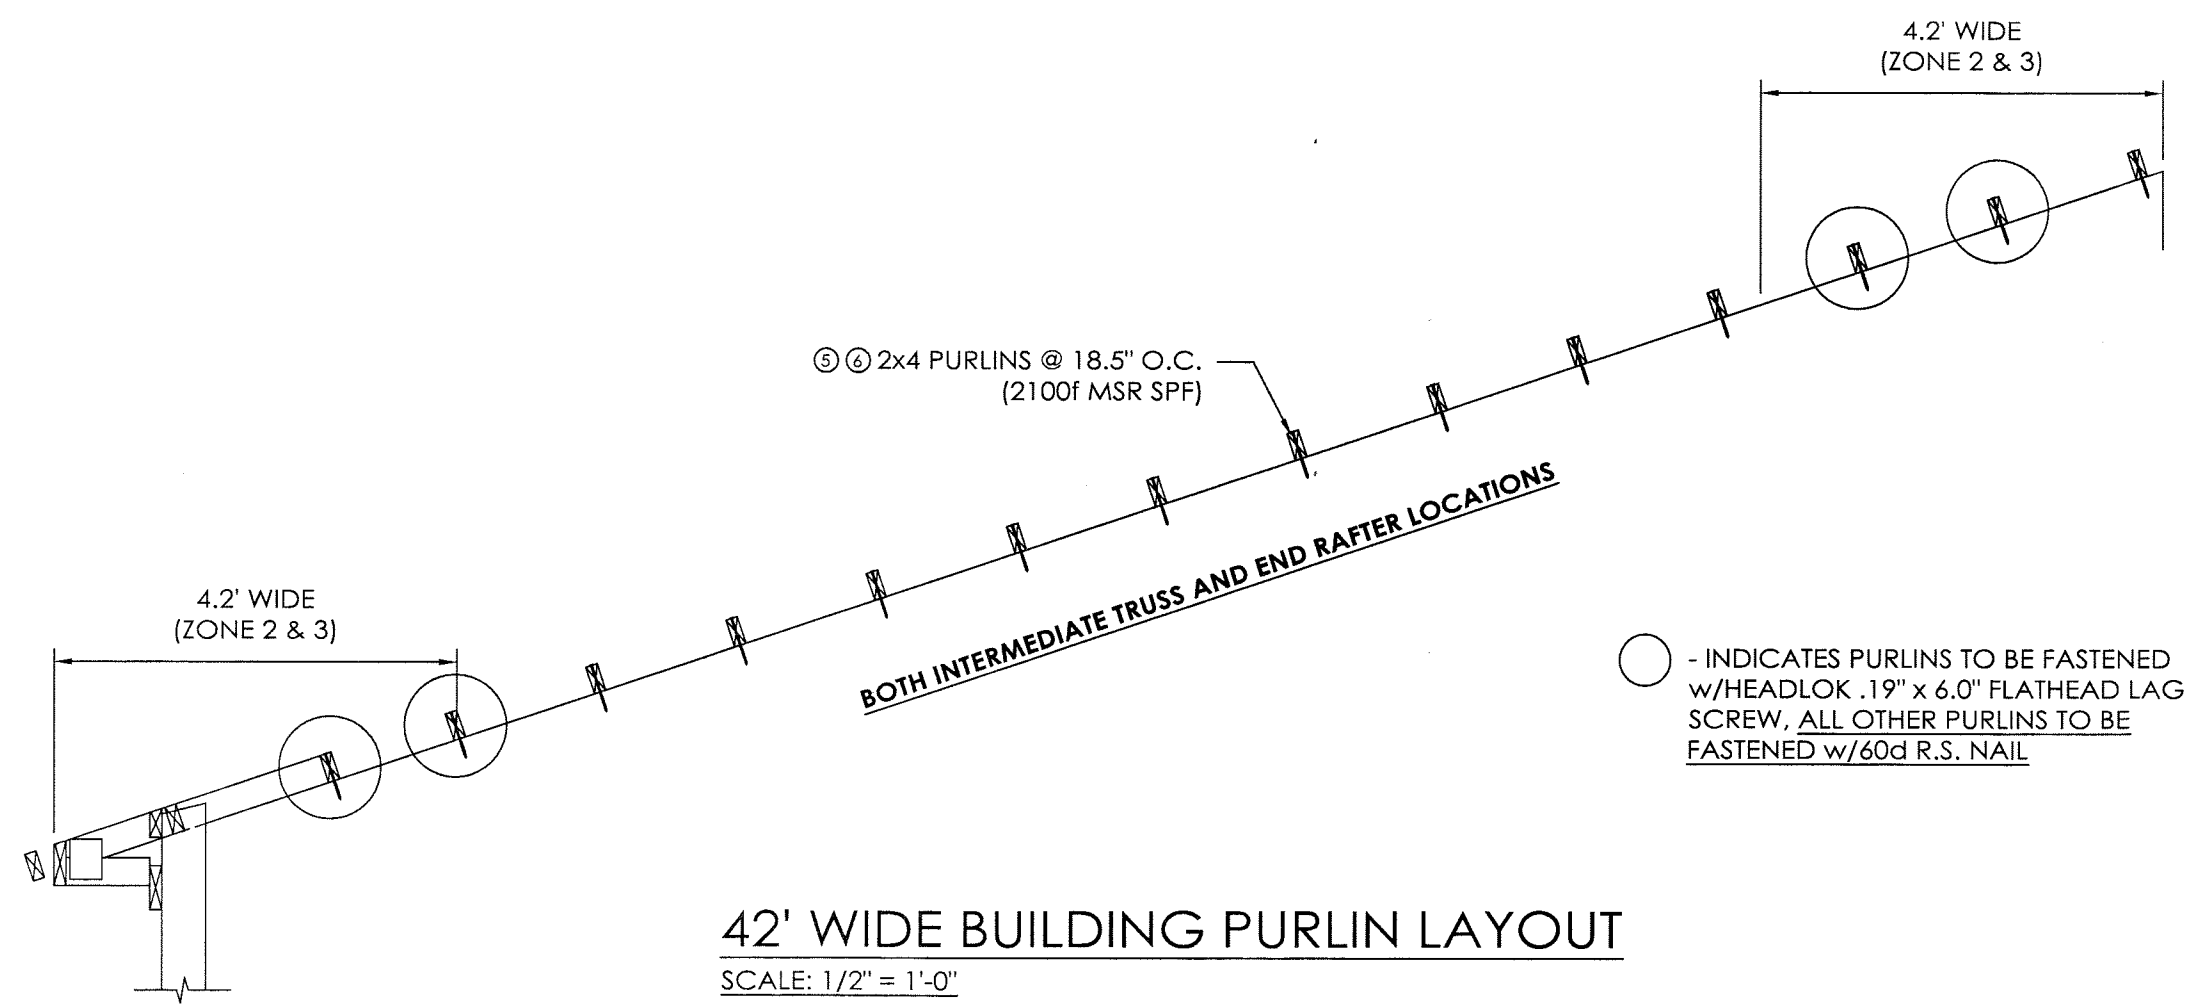 4.2' WIDE
(ZONE 2 & 3)
⑤ ⑥ 2x4 PURLINS @ 18.5" O.C.
(2100f MSR SPF)
BOTH INTERMEDIATE TRUSS AND END RAFTER LOCATIONS
4.2' WIDE
(ZONE 2 & 3)
- INDICATES PURLINS TO BE FASTENED
w/HEADLOK .19" x 6.0" FLATHEAD LAG
SCREW, ALL OTHER PURLINS TO BE
FASTENED w/60d R.S. NAIL
42' WIDE BUILDING PURLIN LAYOUT
SCALE: 1/2" = 1'-0"